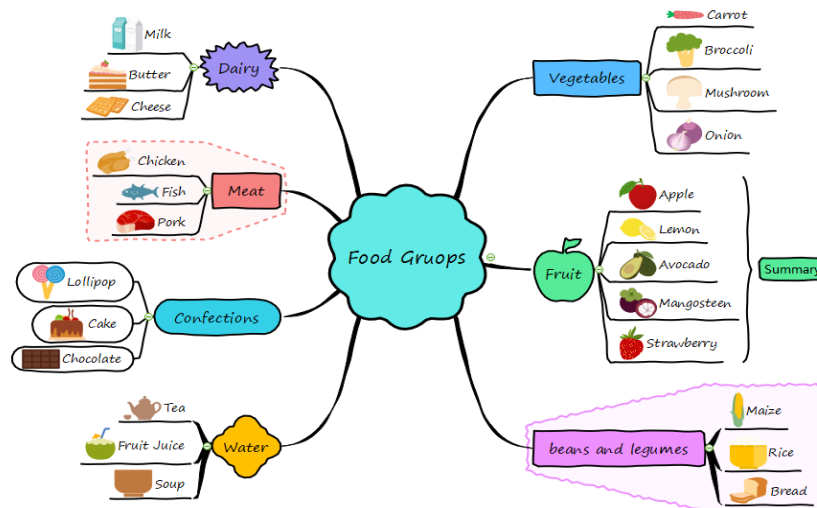 Food Gruops
Dairy
Milk
Butter
Cheese
Meat
Chicken
Fish
Pork
Confections
Lollipop
Cake
Chocolate
Water
Tea
Fruit Juice
Soup
Vegetables
Carrot
Broccoli
Mushroom
Onion
Fruit
Apple
Lemon
Avocado
Mangosteen
Strawberry
Summary
beans and legumes
Maize
Rice
Bread